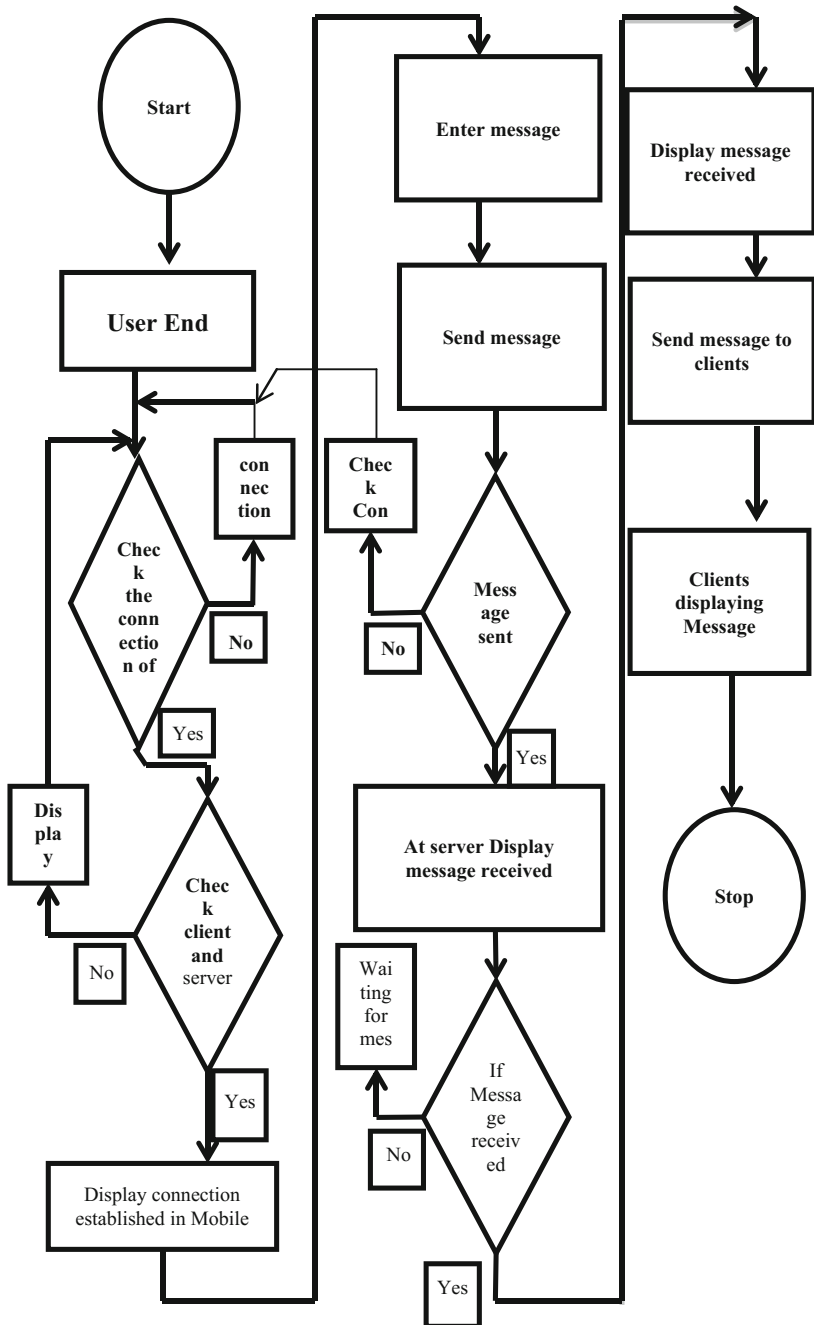 Start
User End
Chec
k
the
conn
ectio
n of
No
con
nec
tion
Yes
Chec
k
client
and
server
No
Dis
pla
y
Yes
Display connection
established in Mobile
Enter message
Send message
Mess
age
sent
No
Chec
k
Con
Yes
At server Display
message received
If
Messa
ge
receiv
ed
No
Wai
ting
for
mes
Yes
Display message
received
Send message to
clients
Clients
displaying
Message
Stop